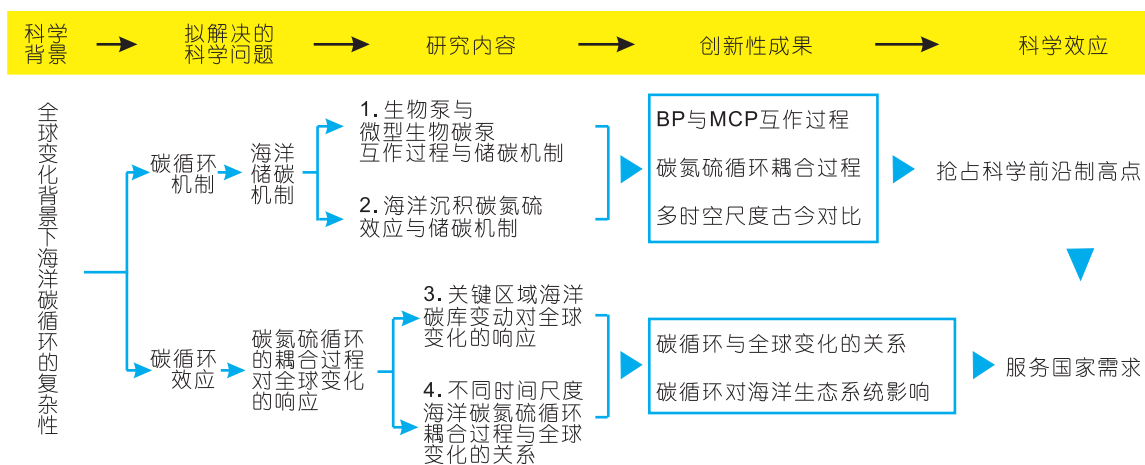 科学
背景
拟解决的
科学问题
研究内容
创新性成果
科学效应
全球变化背景下海洋碳循环的复杂性
碳循环
机制
海洋
储碳
机制
1.生物泵与
微型生物碳泵
互作过程与储碳机制
2.海洋沉积碳氮硫
效应与储碳机制
BP与MCP互作过程
碳氮硫循环耦合过程
多时空尺度古今对比
抢占科学前沿制高点
碳循环
效应
碳氮硫循环
的耦合过程
对全球变化
的响应
3.关键区域海洋
碳库变动对全球
变化的响应
4.不同时间尺度
海洋碳氮硫循环
耦合过程与全球
变化的关系
碳循环与全球变化的关系
碳循环对海洋生态系统影响
服务国家需求